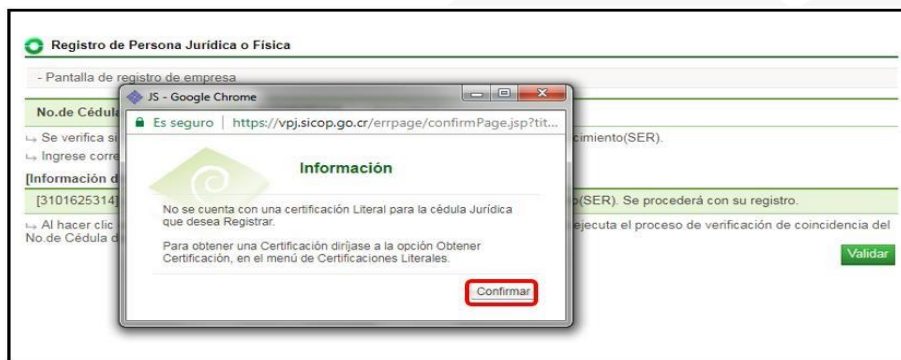 Registro de Persona Jurídica o Física
- Pantalla de registro de empresa
JS - Google Chrome
No.de Cédula
Es seguro | https://vpj.sicop.go.cr/errpage/confirmPage.jsp?tit...
Se verifica si
cimiento(SER).
Ingrese corre
Información
[Información d
[3101625314]
o(SER). Se procederá con su registro.
No se cuenta con una certificación Literal para la cédula Jurídica
que desea Registrar.
Al hacer clic
ejecuta el proceso de verificación de coincidencia del
No.de Cédula d
Para obtener una Certificación diríjase a la opción Obtener
Certificación, en el menú de Certificaciones Literales.
Validar
Confirmar